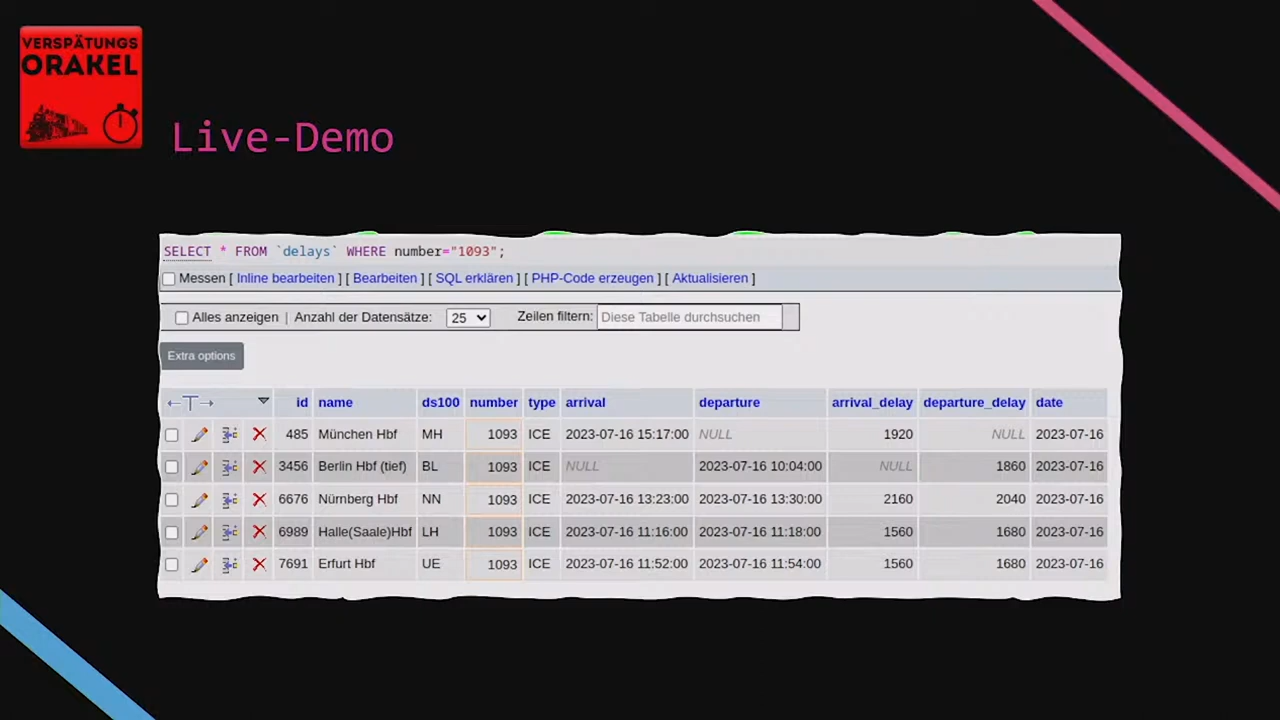 VERSPÄTUNGS
ORAKEL
Live-Demo
SELECT * FROM `delays` WHERE number="1093";
Messen [ Inline bearbeiten ] [ Bearbeiten ] [ SQL erklären ] [ PHP-Code erzeugen ] [ Aktualisieren ]
Alles anzeigen | Anzahl der Datensätze: 25 Zeilen filtern: Diese Tabelle durchsuchen
Extra options
←T→ id name ds100 number type arrival departure arrival_delay departure_delay date
485 München Hbf MH 1093 ICE 2023-07-16 15:17:00 NULL 1920 NULL 2023-07-16
3456 Berlin Hbf (tief) BL 1093 ICE NULL 2023-07-16 10:04:00 NULL 1860 2023-07-16
6676 Nürnberg Hbf NN 1093 ICE 2023-07-16 13:23:00 2023-07-16 13:30:00 2160 2040 2023-07-16
6989 Halle(Saale)Hbf LH 1093 ICE 2023-07-16 11:16:00 2023-07-16 11:18:00 1560 1680 2023-07-16
7691 Erfurt Hbf UE 1093 ICE 2023-07-16 11:52:00 2023-07-16 11:54:00 1560 1680 2023-07-16